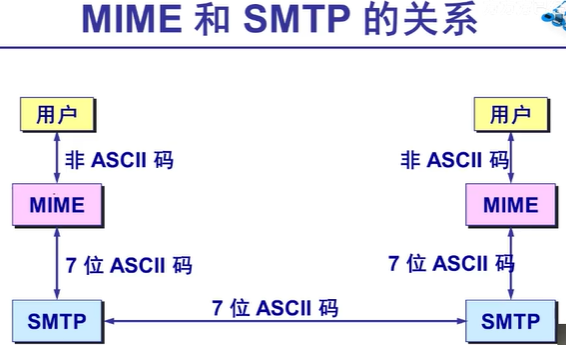 MIME 和 SMTP 的关系
用户 用户
非 ASCII 码 非 ASCII 码
MIME MIME
7 位 ASCII 码 7 位 ASCII 码
7 位 ASCII 码
SMTP SMTP